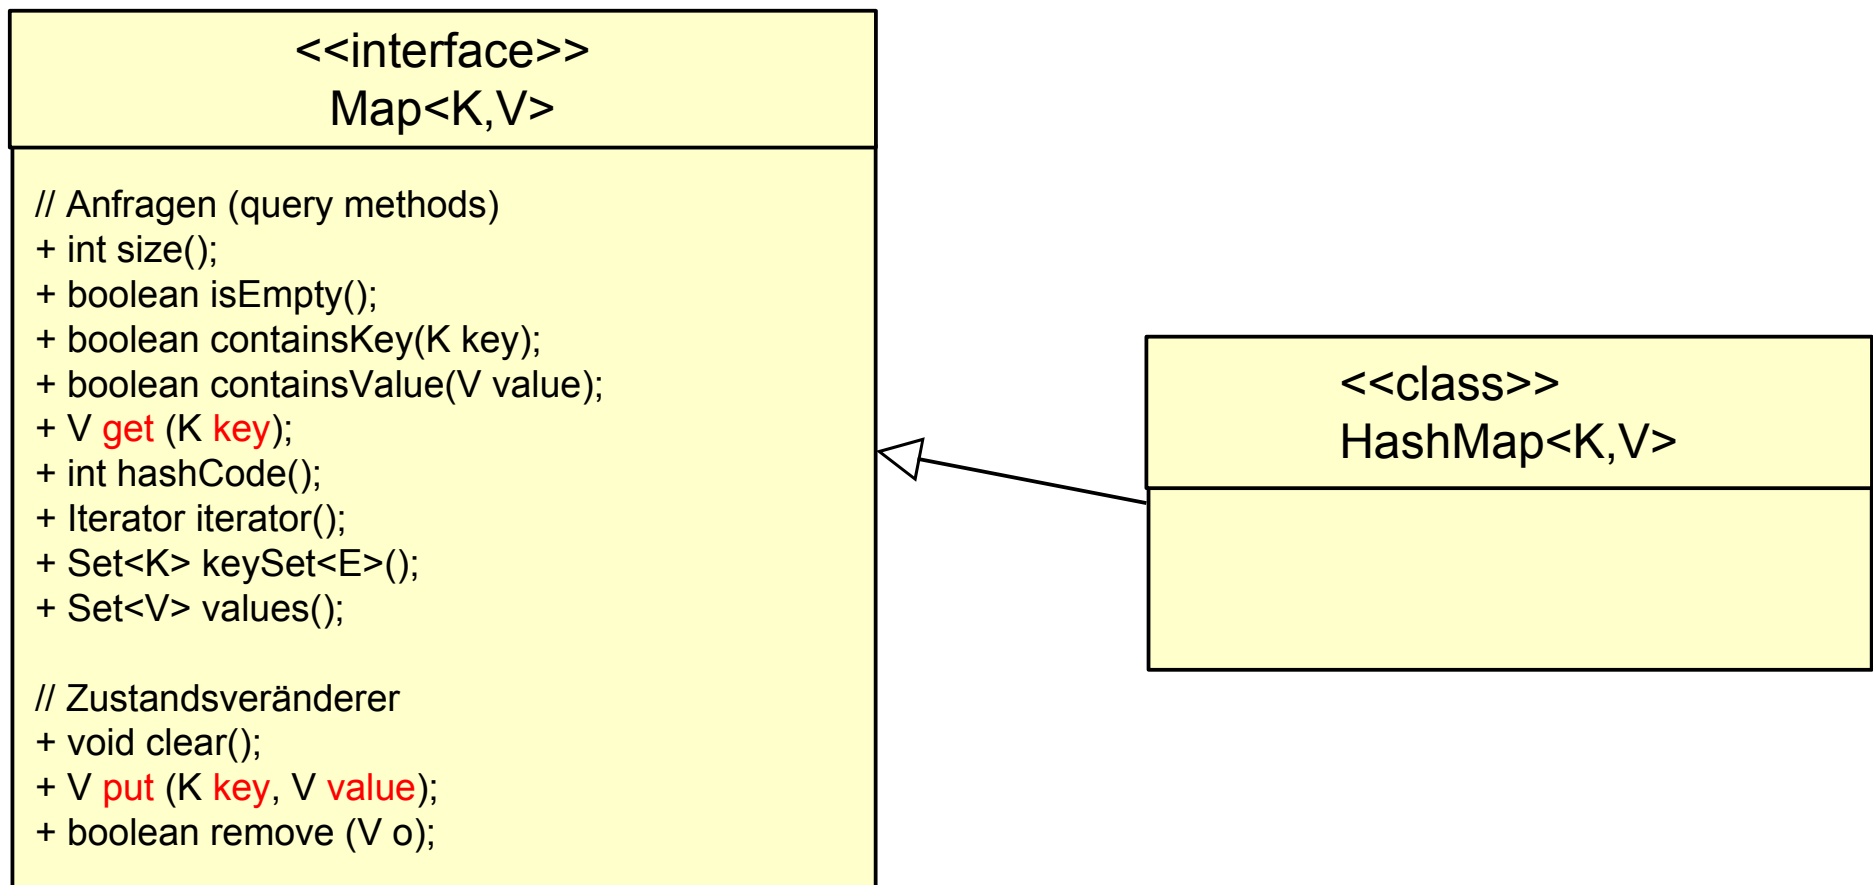 <<interface>>
Map<K,V>
// Anfragen (query methods)
+ int size();
+ boolean isEmpty();
+ boolean containsKey(K key);
+ boolean containsValue(V value);
+ V get (K key);
+ int hashCode();
+ Iterator iterator();
+ Set<K> keySet<E>();
+ Set<V> values();
// Zustandsveränderer
+ void clear();
+ V put (K key, V value);
+ boolean remove (V o);
<<class>>
HashMap<K,V>